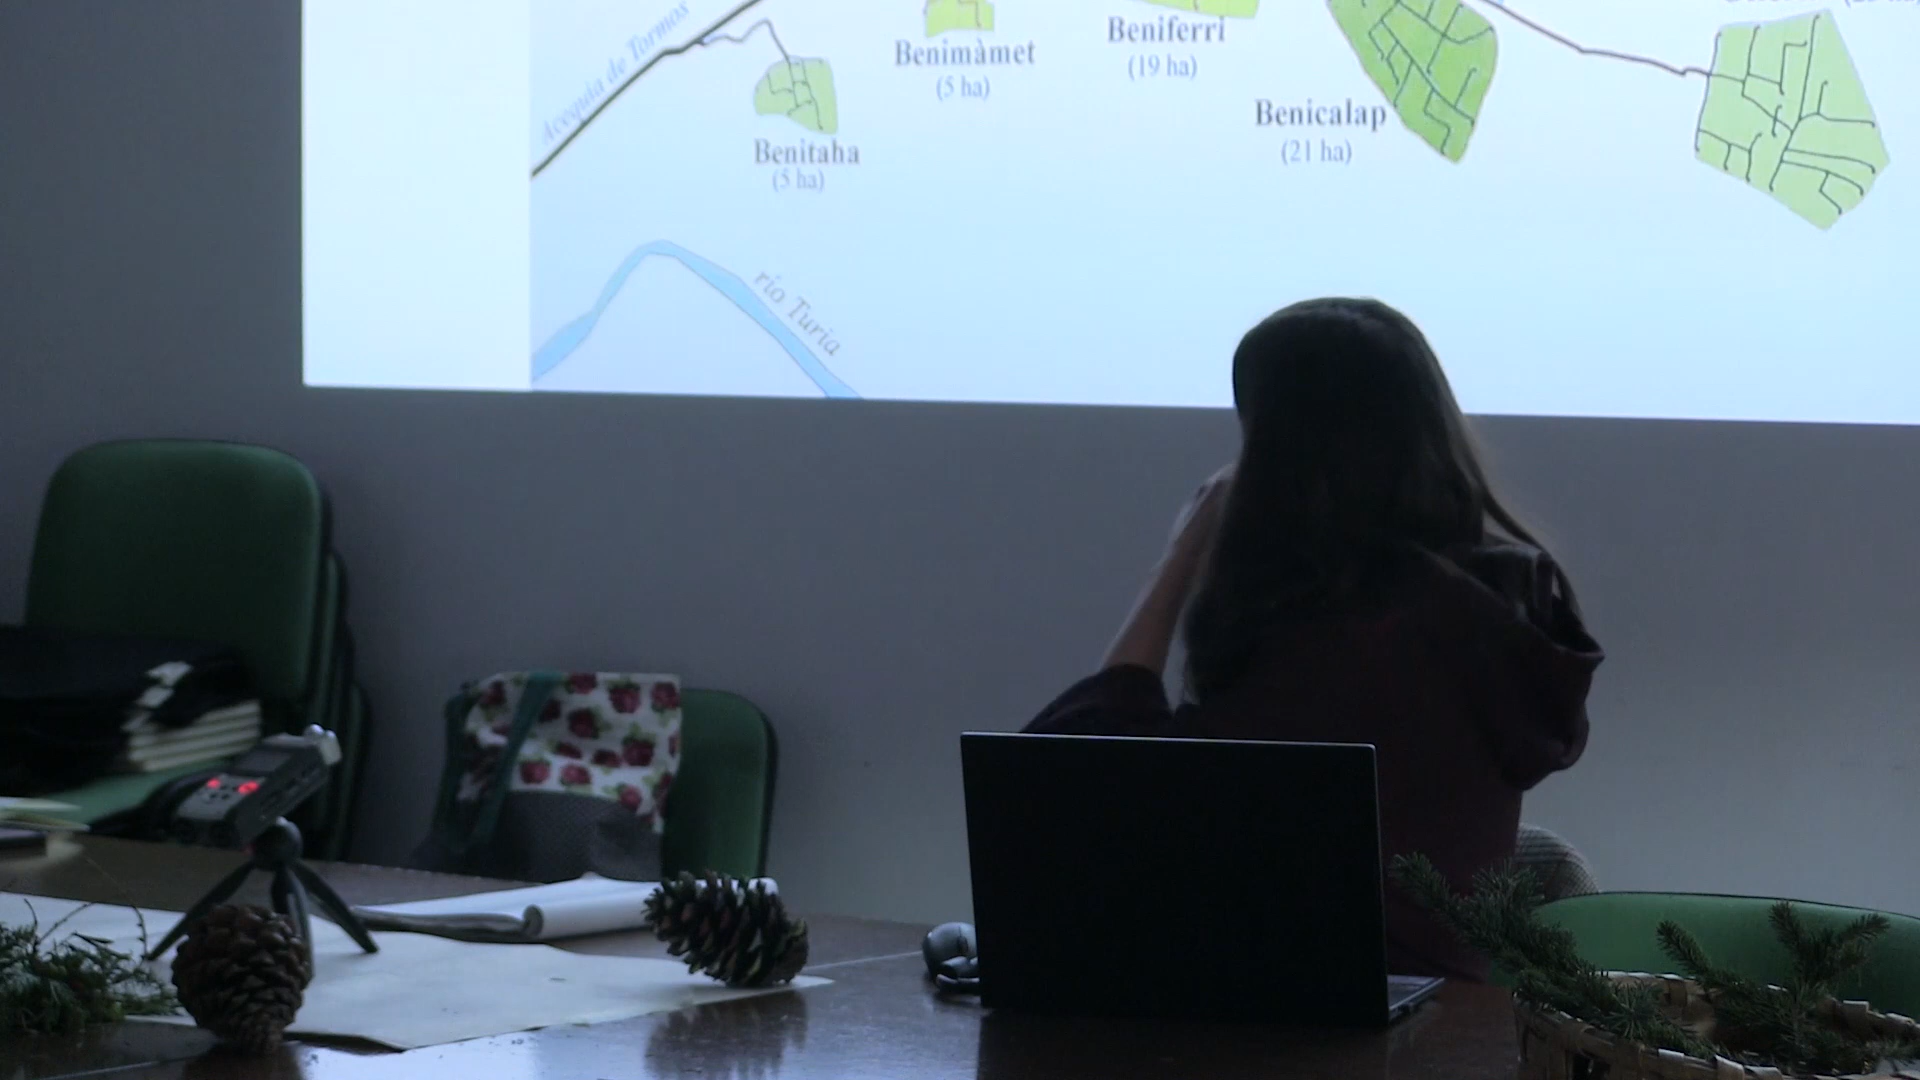 Acequia de Tormos
Benimàmet
(5 ha)
Beniferri
(19 ha)
Benicalap
(21 ha)
Benitaha
(5 ha)
río Turia